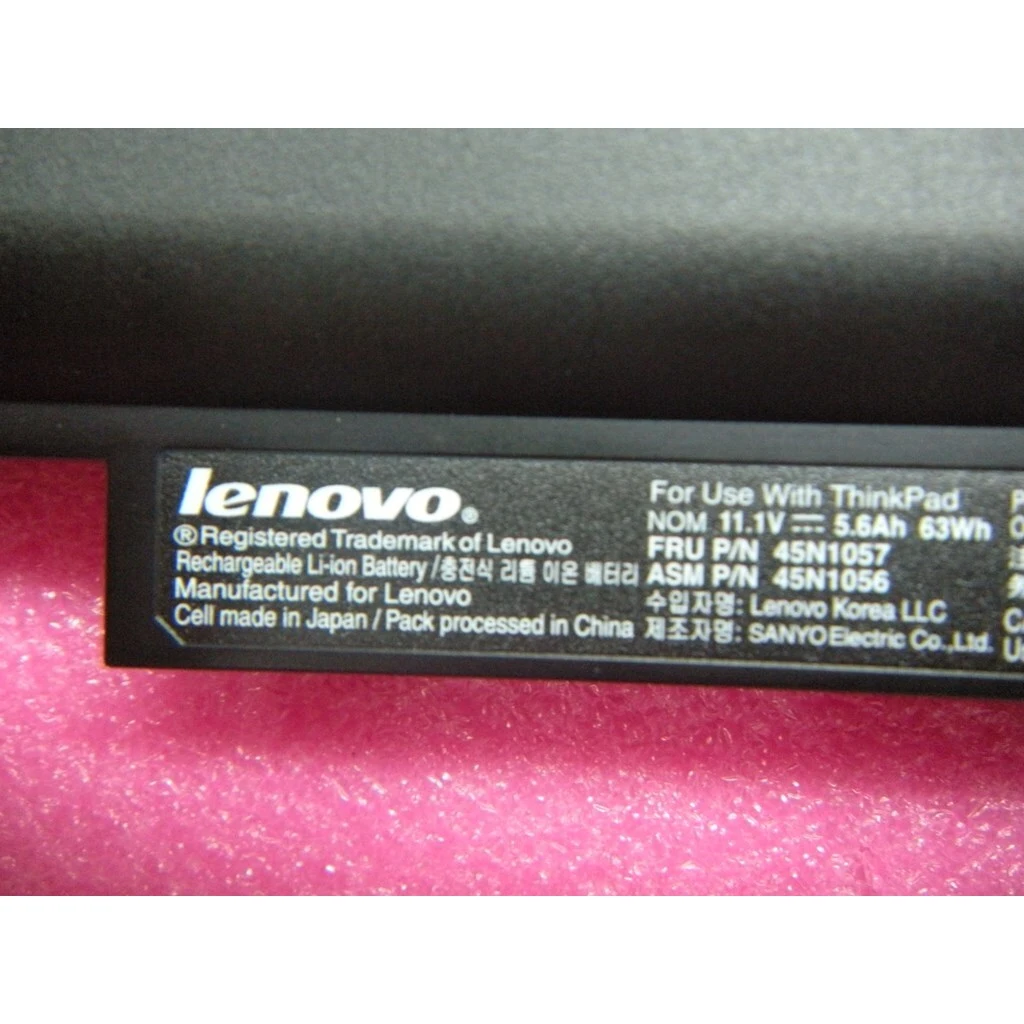 lenovo®
®Registered Trademark of Lenovo
Rechargeable Li-ion Battery /충전식 리튬 이온 배터리
Manufactured for Lenovo
Cell made in Japan / Pack processed in China
For Use With ThinkPad
NOM 11.1V ⎓ 5.6Ah 63Wh
FRU P/N 45N1057
ASM P/N 45N1056
수입자명: Lenovo Korea LLC
제조자명: SANYO Electric Co.,Ltd.